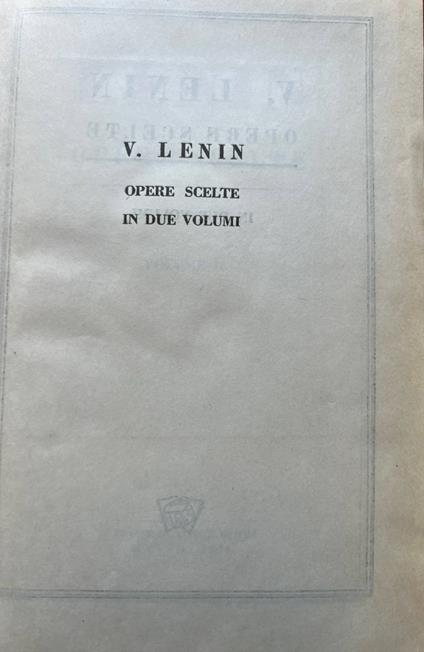 V. LENIN
OPERE SCELTE
IN DUE VOLUMI